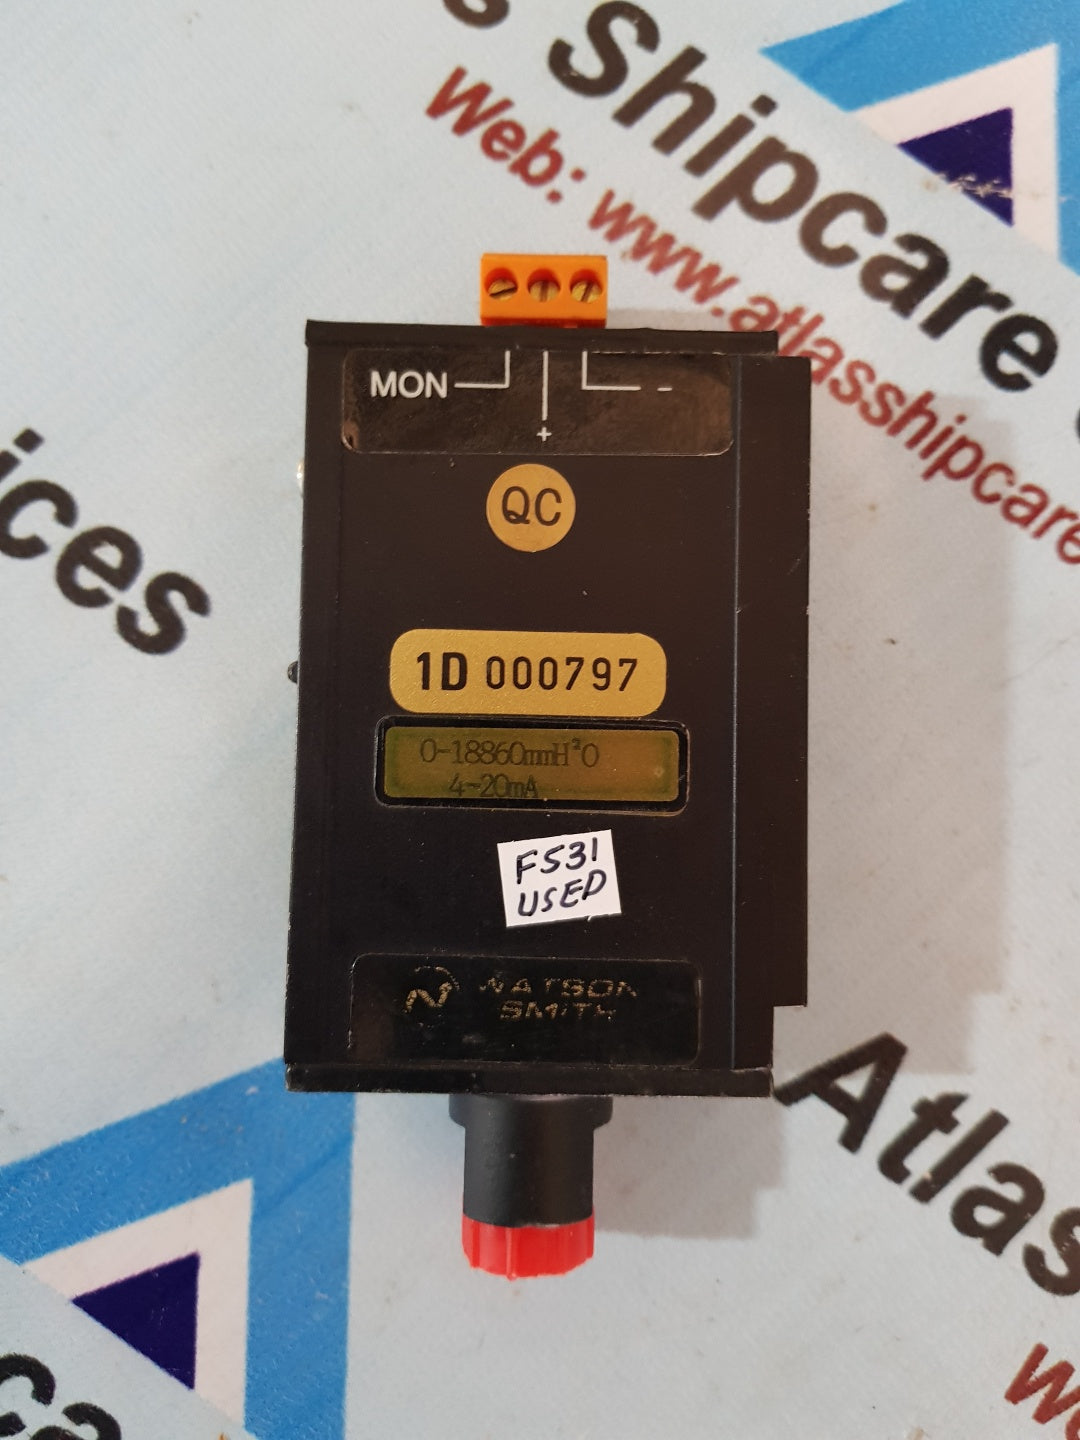 s Shipcare
Web: www.atlasshipcare
ices
MON
-
+
QC
1D 000797
0-18860mmH²O
4-20mA
F531
USED
WATSON
SMITH
Atlas